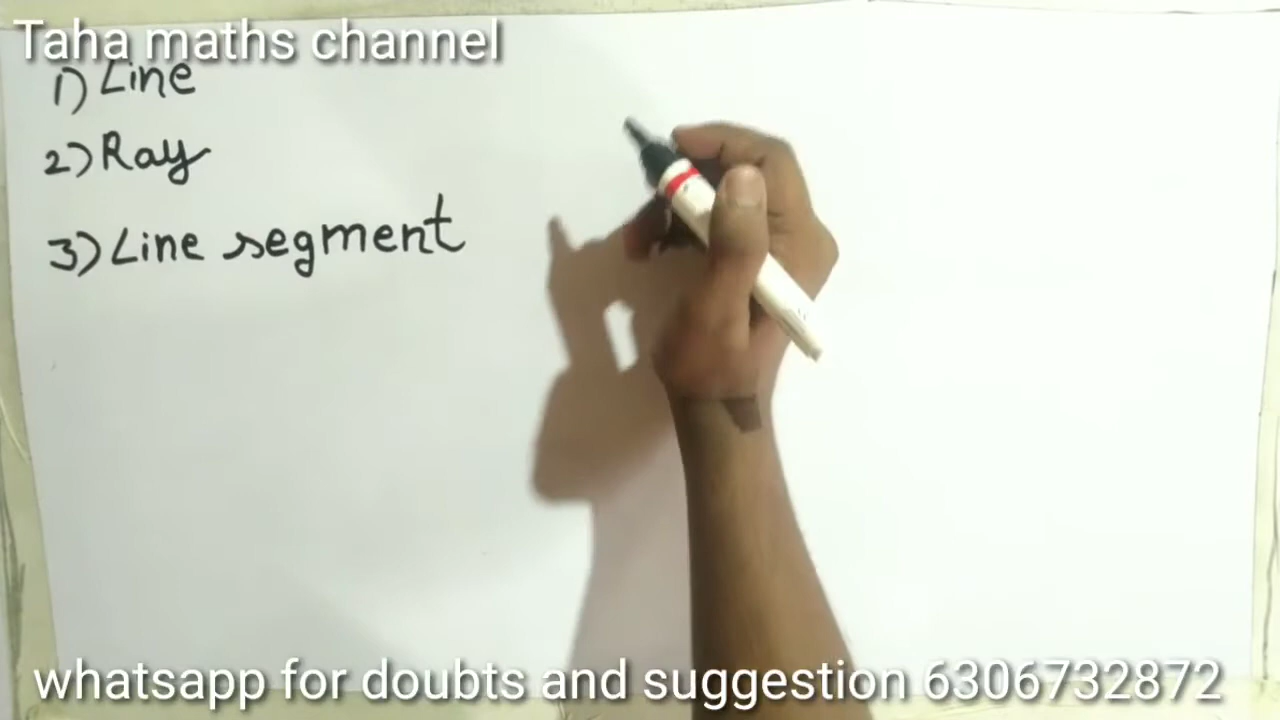 Taha maths channel
1) Line
2) Ray
3) Line segment
whatsapp for doubts and suggestion 6306732872